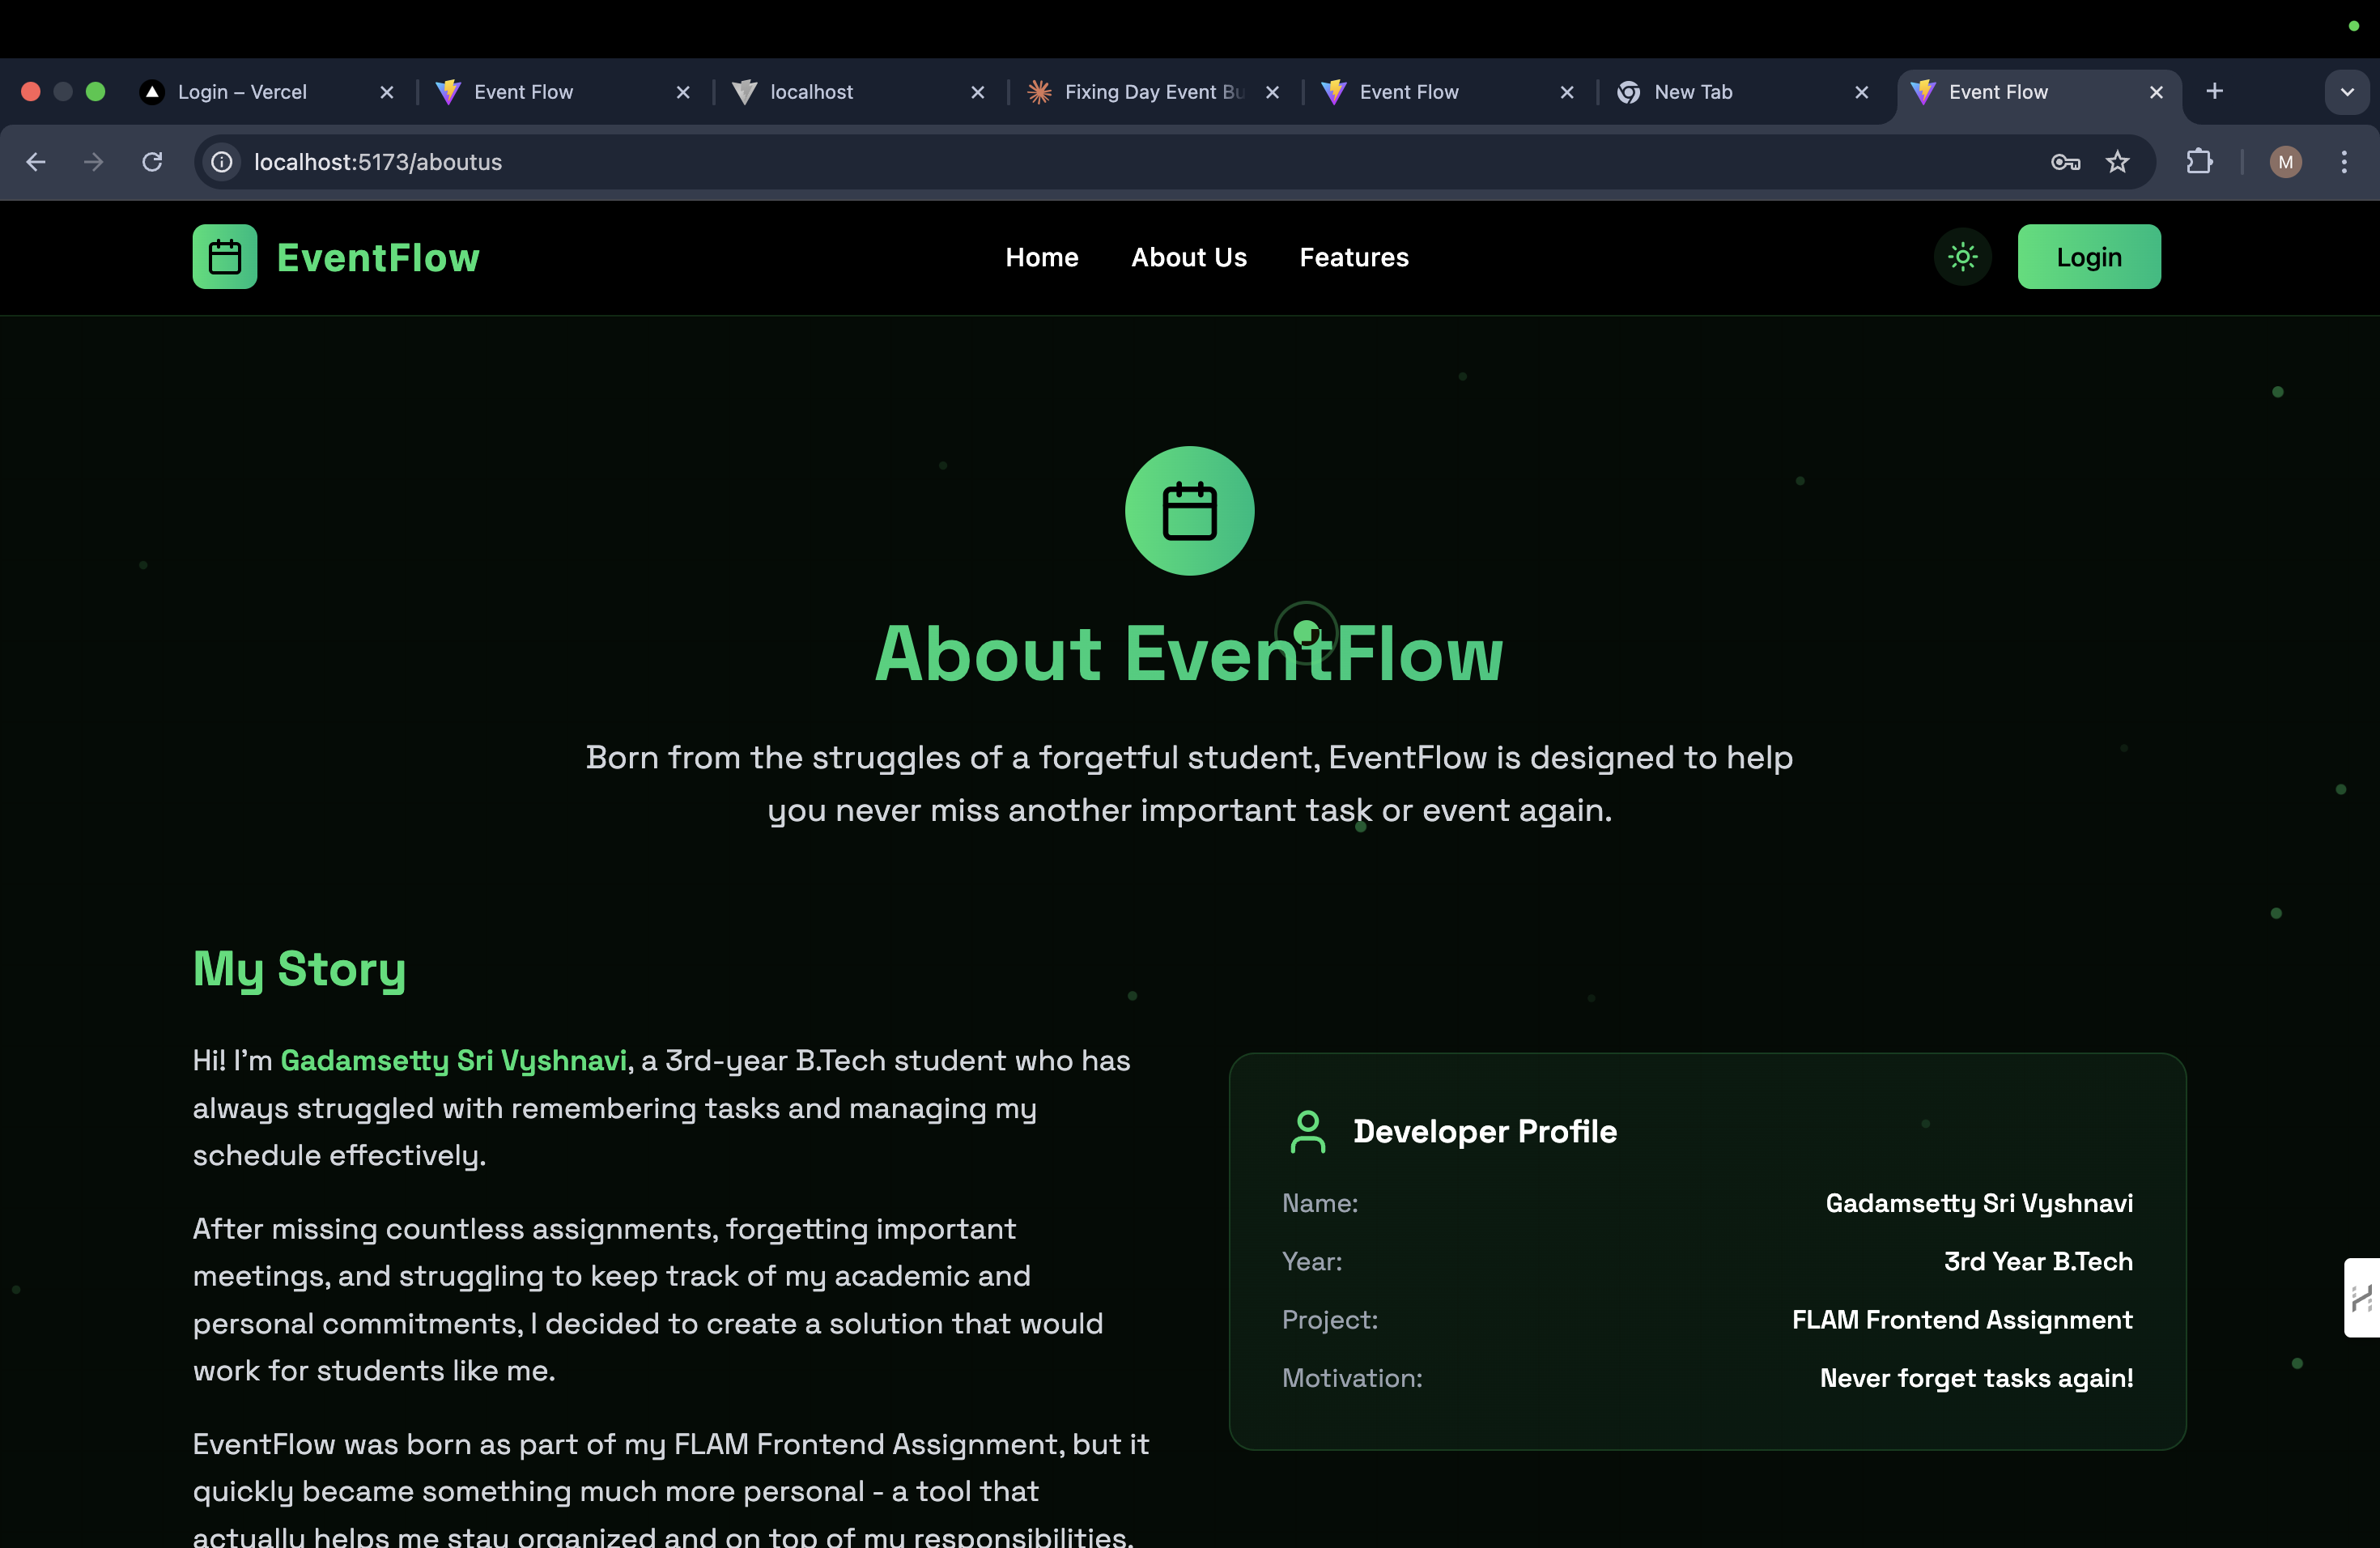 Login – Vercel
Event Flow
localhost
Fixing Day Event Bu
Event Flow
New Tab
Event Flow
localhost:5173/aboutus
M
EventFlow
Home
About Us
Features
Login
About EventFlow
Born from the struggles of a forgetful student, EventFlow is designed to help
you never miss another important task or event again.
My Story
Hi! I'm Gadamsetty Sri Vyshnavi, a 3rd-year B.Tech student who has
always struggled with remembering tasks and managing my
schedule effectively.
After missing countless assignments, forgetting important
meetings, and struggling to keep track of my academic and
personal commitments, I decided to create a solution that would
work for students like me.
EventFlow was born as part of my FLAM Frontend Assignment, but it
quickly became something much more personal - a tool that
actually helps me stay organized and on top of my responsibilities.
Developer Profile
Name: Gadamsetty Sri Vyshnavi
Year: 3rd Year B.Tech
Project: FLAM Frontend Assignment
Motivation: Never forget tasks again!